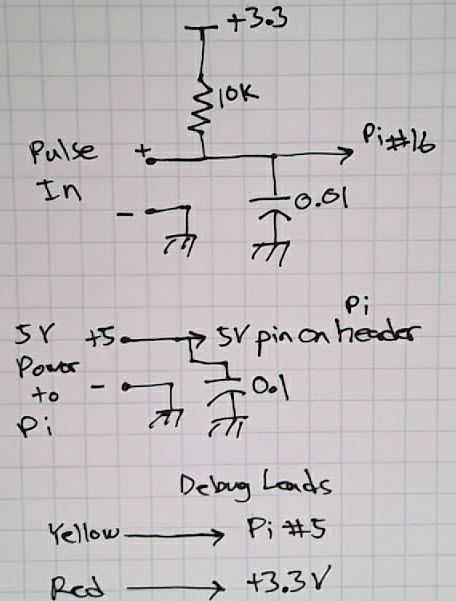 +3.3
10K
Pulse + Pi#16
In
- 0.01
Pi
5V +5 5V pin on header
Power
to - 0.1
Pi
Debug Leads
Yellow Pi #5
Red +3.3V